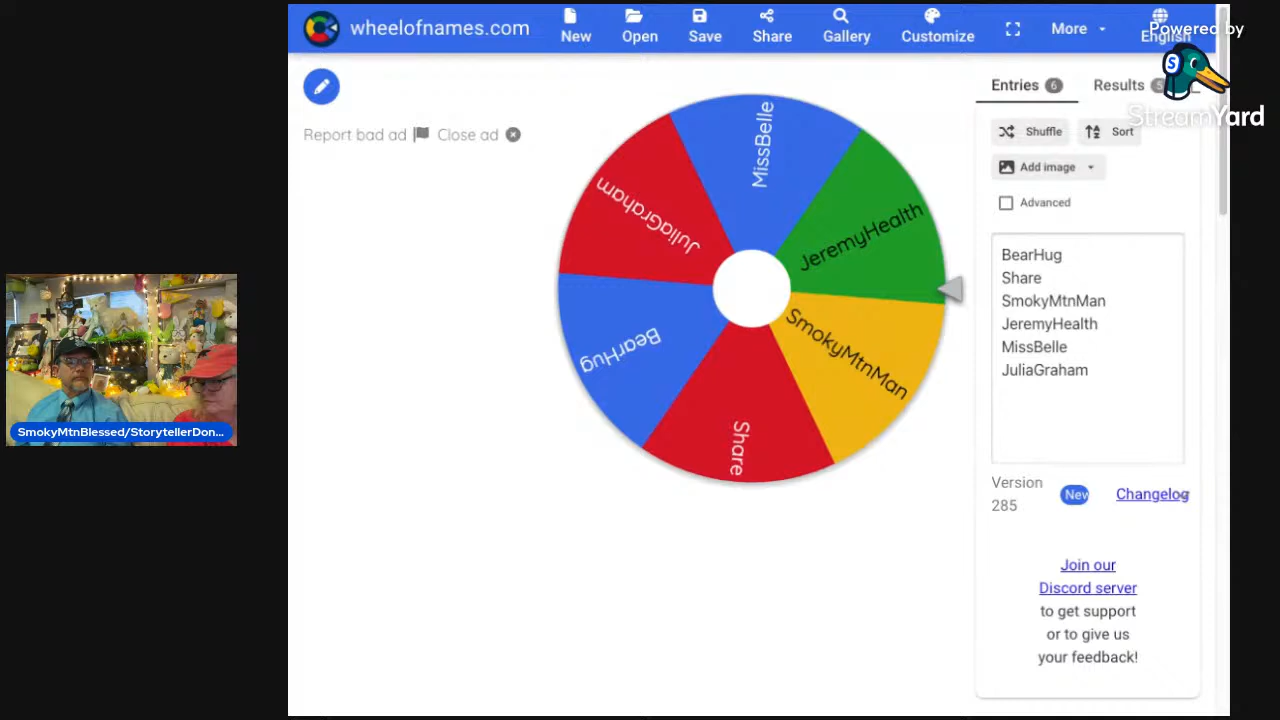 wheelofnames.com
New
Open
Save
Share
Gallery
Customize
More
English
Powered by
StreamYard
Report bad ad
Close ad
Entries 6
Results 5
Shuffle
Sort
Add image
Advanced
BearHug
Share
SmokyMtnMan
JeremyHealth
MissBelle
JuliaGraham
MissBelle
JeremyHealth
SmokyMtnMan
Share
BearHug
JuliaGraham
Version
285
New
Changelog
Join our
Discord server
to get support
or to give us
your feedback!
SmokyMtnBlessed/StorytellerDon...
S